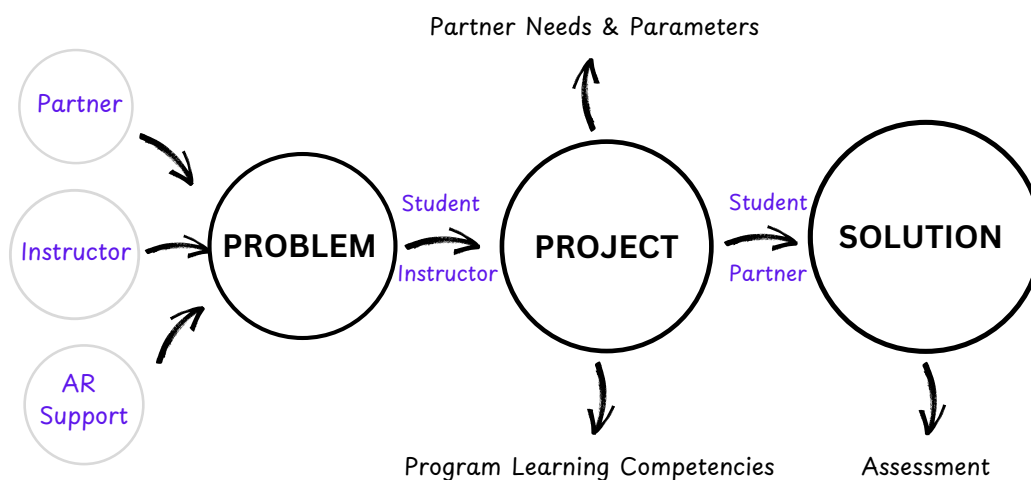 Partner Needs & Parameters
Partner
Instructor
AR
Support
PROBLEM
Student
Instructor
PROJECT
Student
Partner
SOLUTION
Program Learning Competencies
Assessment